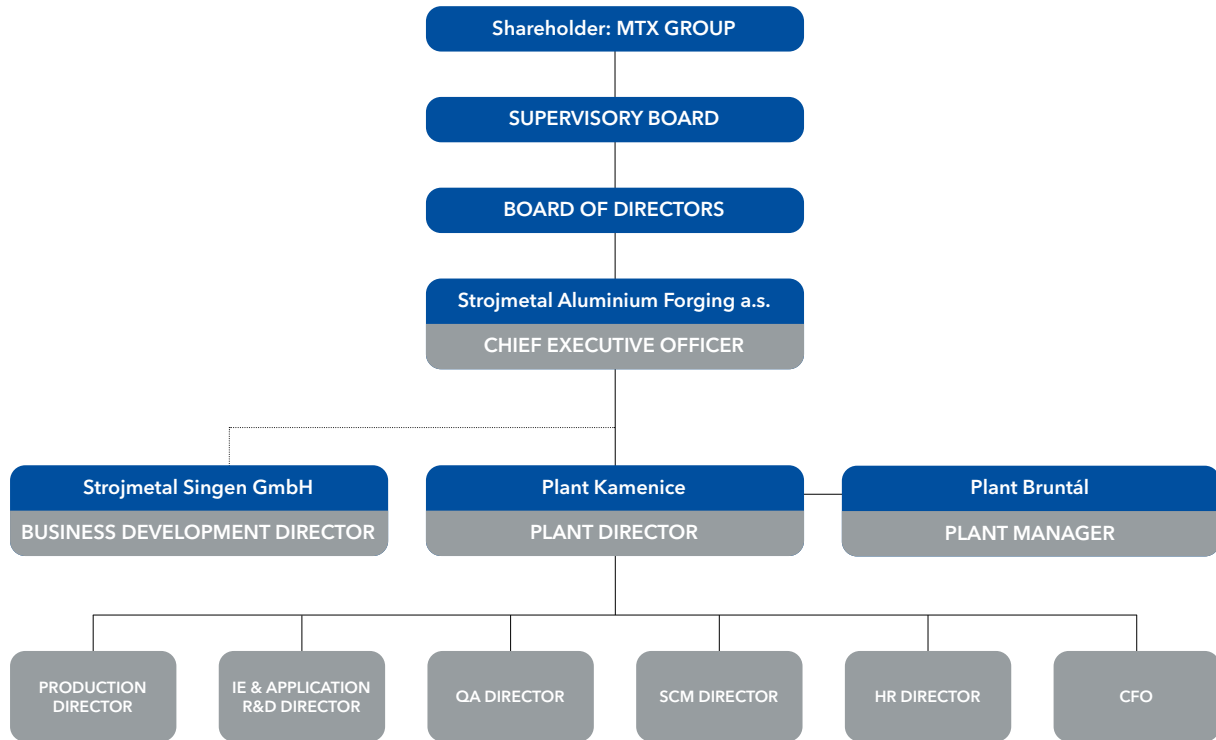 Shareholder: MTX GROUP
SUPERVISORY BOARD
BOARD OF DIRECTORS
Strojmetal Aluminium Forging a.s.
CHIEF EXECUTIVE OFFICER
Strojmetal Singen GmbH
BUSINESS DEVELOPMENT DIRECTOR
Plant Kamenice
PLANT DIRECTOR
Plant Bruntál
PLANT MANAGER
PRODUCTION
DIRECTOR
IE & APPLICATION
R&D DIRECTOR
QA DIRECTOR
SCM DIRECTOR
HR DIRECTOR
CFO